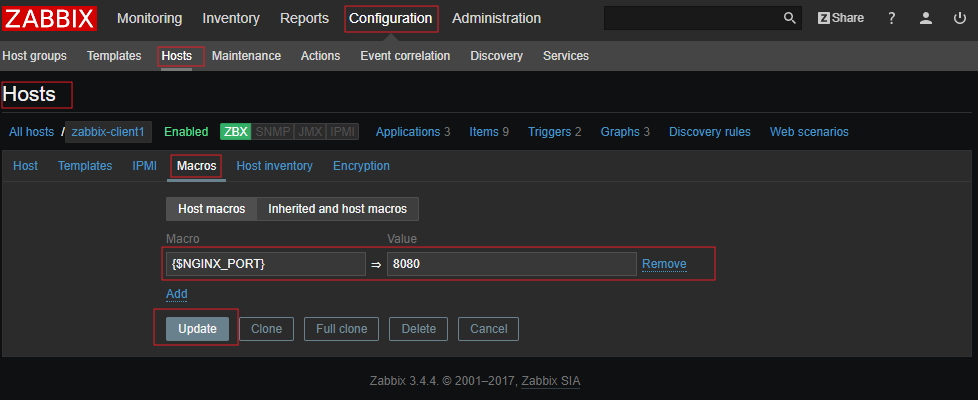 ZABBIX Monitoring Inventory Reports Configuration Administration Z Share ?
Host groups Templates Hosts Maintenance Actions Event correlation Discovery Services
Hosts
All hosts / zabbix-client1 Enabled ZBX SNMP JMX IPMI Applications 3 Items 9 Triggers 2 Graphs 3 Discovery rules Web scenarios
Host Templates IPMI Macros Host inventory Encryption
Host macros Inherited and host macros
Macro Value
{$NGINX_PORT} ⇒ 8080 Remove
Add
Update Clone Full clone Delete Cancel
Zabbix 3.4.4. © 2001–2017, Zabbix SIA